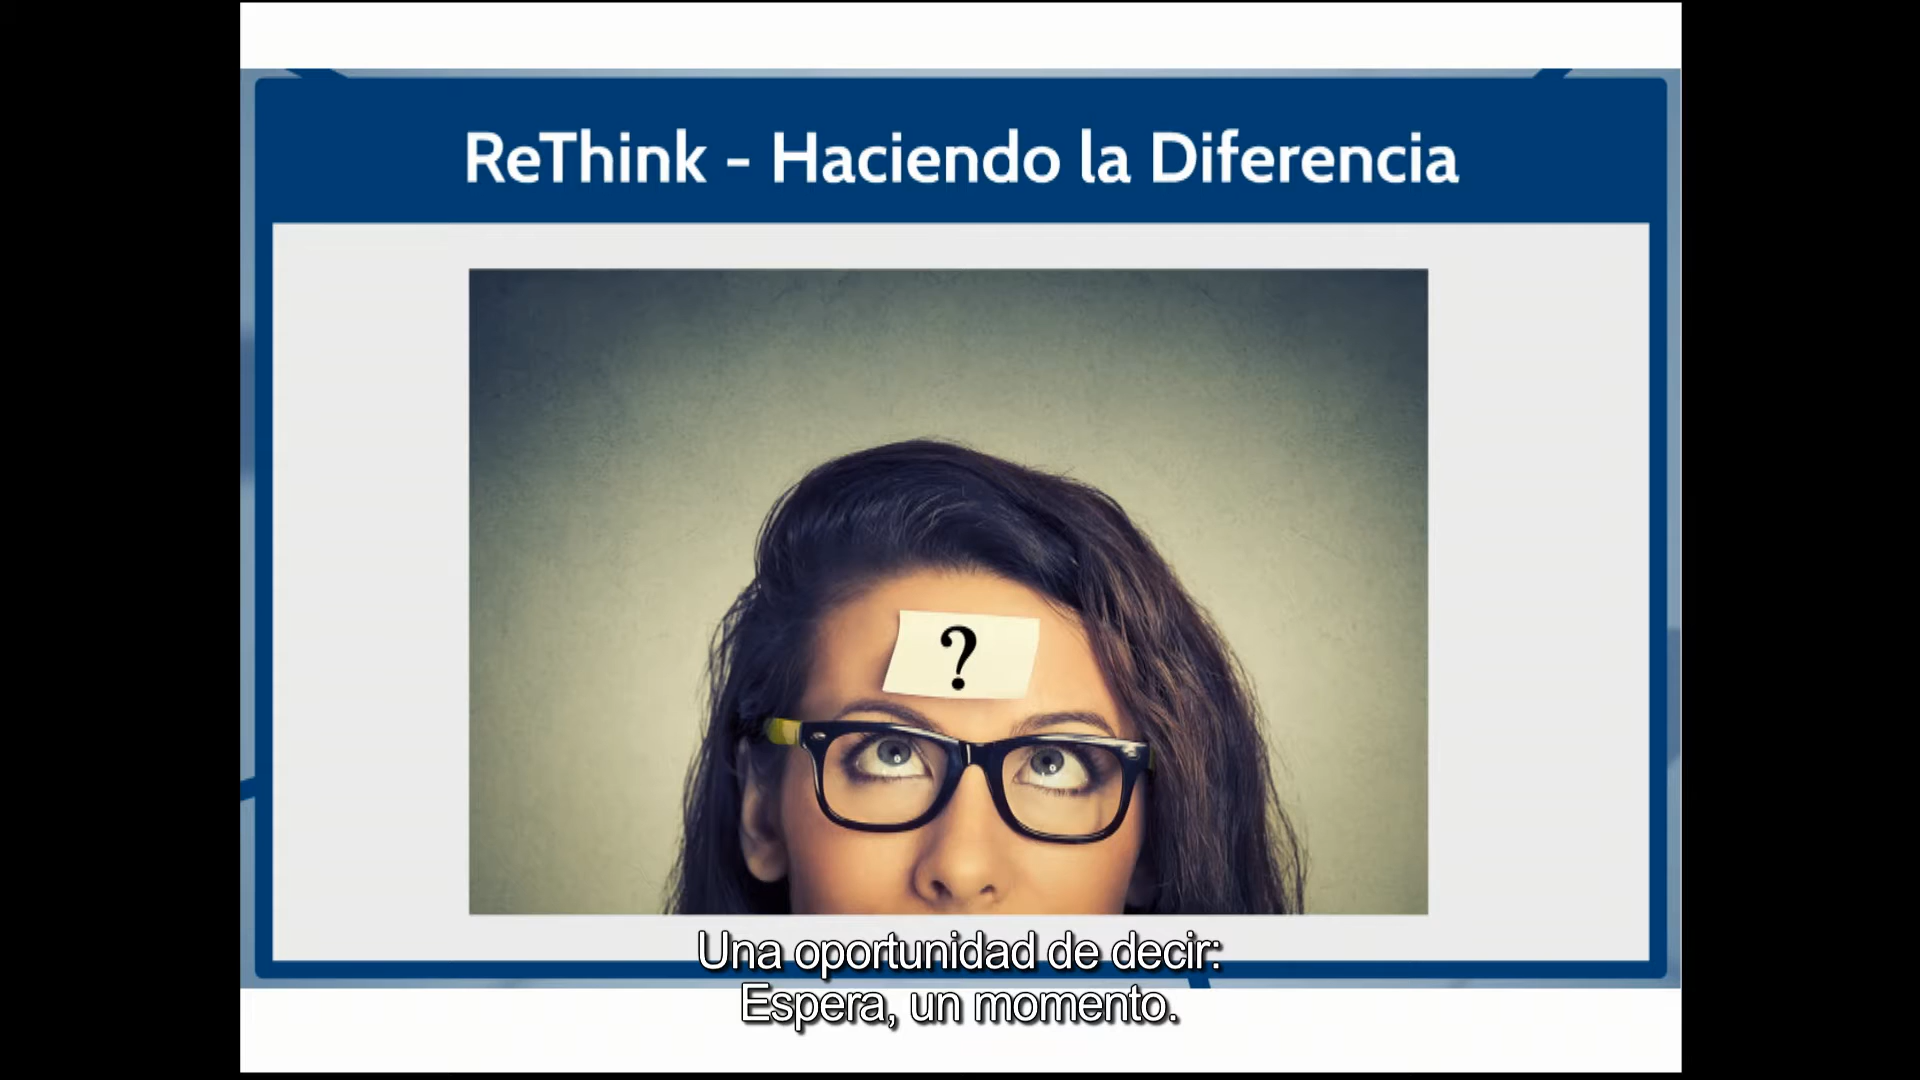 ReThink - Haciendo la Diferencia
?
Una oportunidad de decir:
Espera, un momento.